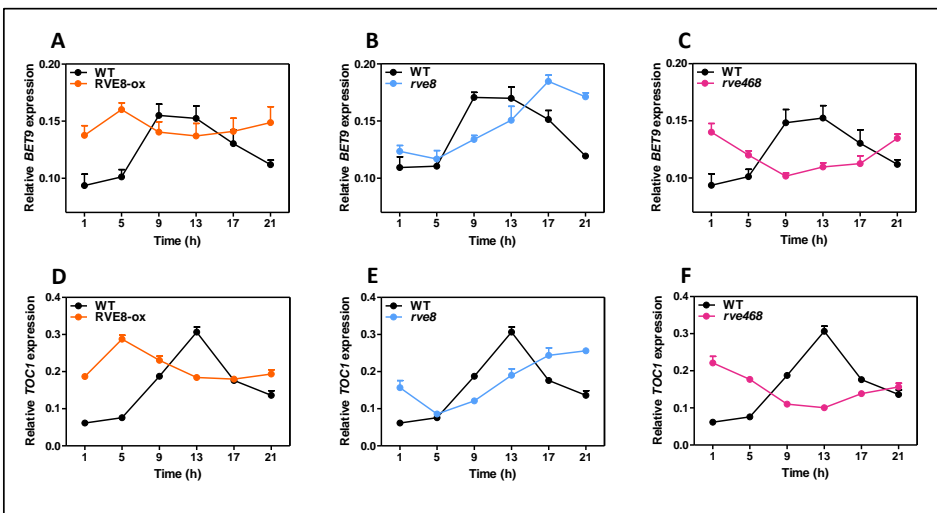 A
WT
RVE8-ox
Relative BET9 expression
0.20
0.15
0.10
1 5 9 13 17 21
Time (h)
B
WT
rve8
Relative BET9 expression
0.20
0.15
0.10
1 5 9 13 17 21
Time (h)
C
WT
rve468
Relative BET9 expression
0.20
0.15
0.10
1 5 9 13 17 21
Time (h)
D
WT
RVE8-ox
Relative TOC1 expression
0.4
0.3
0.2
0.1
0.0
1 5 9 13 17 21
Time (h)
E
WT
rve8
Relative TOC1 expression
0.4
0.3
0.2
0.1
0.0
1 5 9 13 17 21
Time (h)
F
WT
rve468
Relative TOC1 expression
0.4
0.3
0.2
0.1
0.0
1 5 9 13 17 21
Time (h)